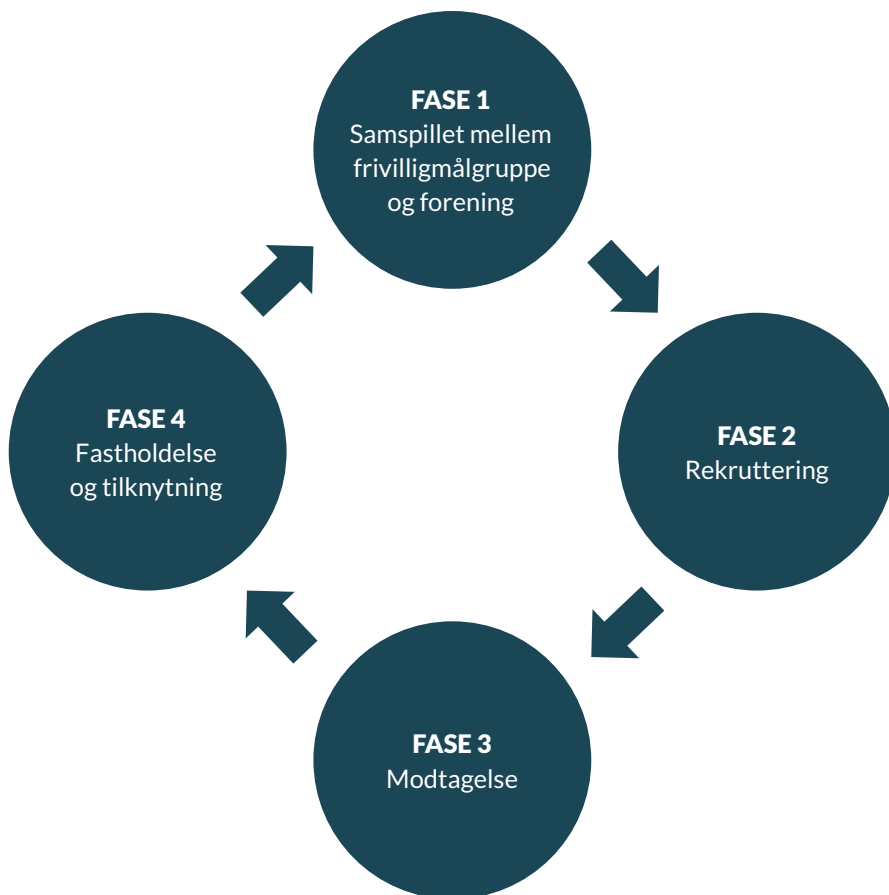 FASE 1
Samspillet mellem
frivilligmålgruppe
og forening
FASE 2
Rekruttering
FASE 3
Modtagelse
FASE 4
Fastholdelse
og tilknytning